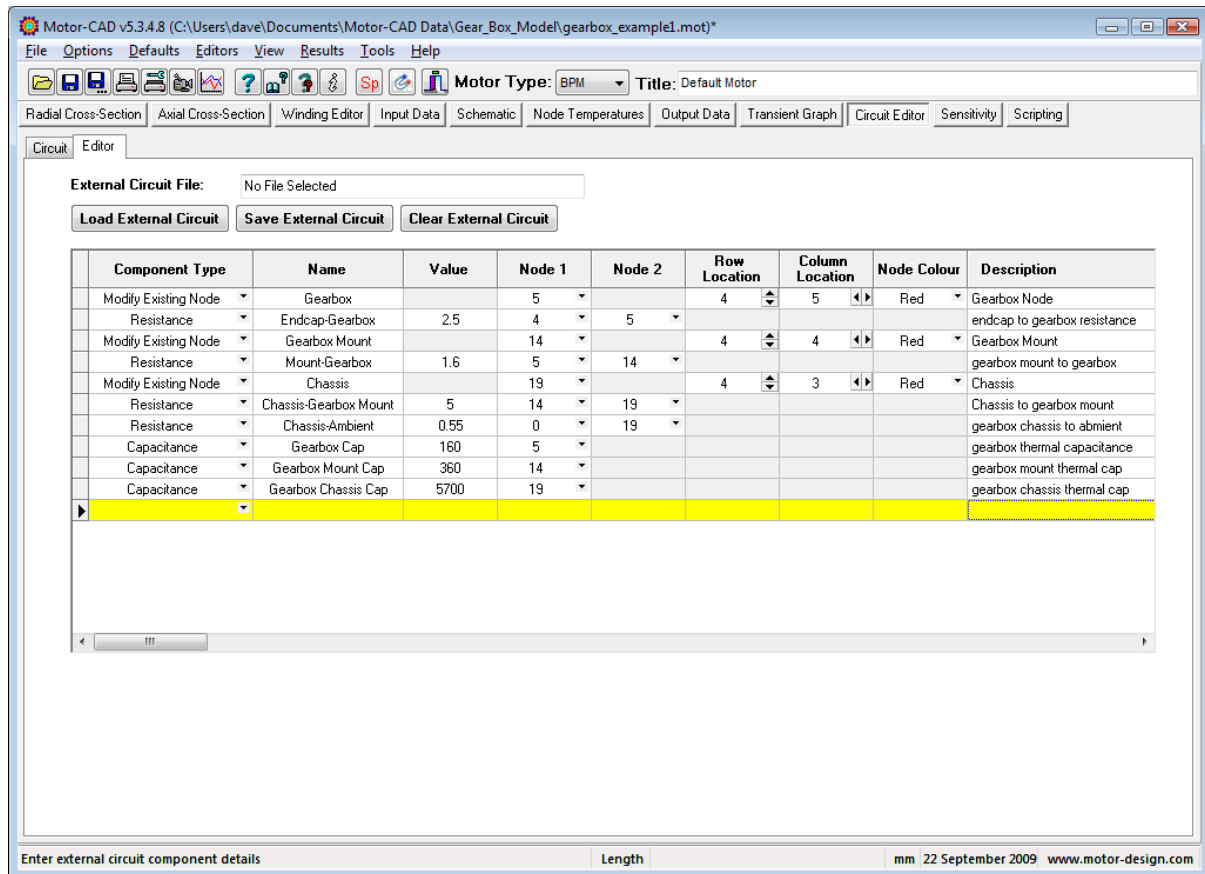 Motor-CAD v5.3.4.8 (C:\Users\dave\Documents\Motor-CAD Data\Gear_Box_Model\gearbox_example1.mot)*
File Options Defaults Editors View Results Tools Help
Sp Motor Type: BPM Title: Default Motor
Radial Cross-Section Axial Cross-Section Winding Editor Input Data Schematic Node Temperatures Output Data Transient Graph Circuit Editor Sensitivity Scripting
Circuit Editor
External Circuit File: No File Selected
Load External Circuit Save External Circuit Clear External Circuit
Component Type Name Value Node 1 Node 2 Row Location Column Location Node Colour Description
Modify Existing Node Gearbox 5 4 5 Red Gearbox Node
Resistance Endcap-Gearbox 2.5 4 5 endcap to gearbox resistance
Modify Existing Node Gearbox Mount 14 4 4 Red Gearbox Mount
Resistance Mount-Gearbox 1.6 5 14 gearbox mount to gearbox
Modify Existing Node Chassis 19 4 3 Red Chassis
Resistance Chassis-Gearbox Mount 5 14 19 Chassis to gearbox mount
Resistance Chassis-Ambient 0.55 0 19 gearbox chassis to abmient
Capacitance Gearbox Cap 160 5 gearbox thermal capacitance
Capacitance Gearbox Mount Cap 360 14 gearbox mount thermal cap
Capacitance Gearbox Chassis Cap 5700 19 gearbox chassis thermal cap
Enter external circuit component details Length mm 22 September 2009 www.motor-design.com